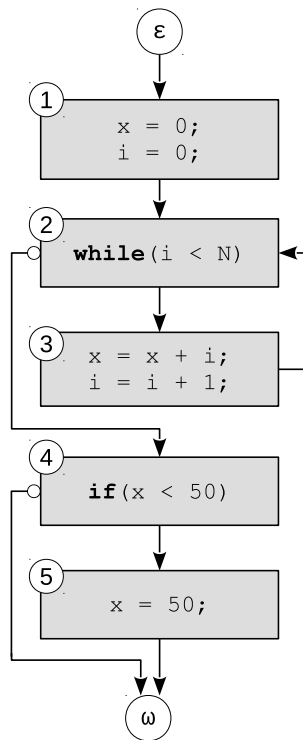 ε
1
x = 0;
i = 0;
2
while(i < N)
3
x = x + i;
i = i + 1;
4
if(x < 50)
5
x = 50;
ω